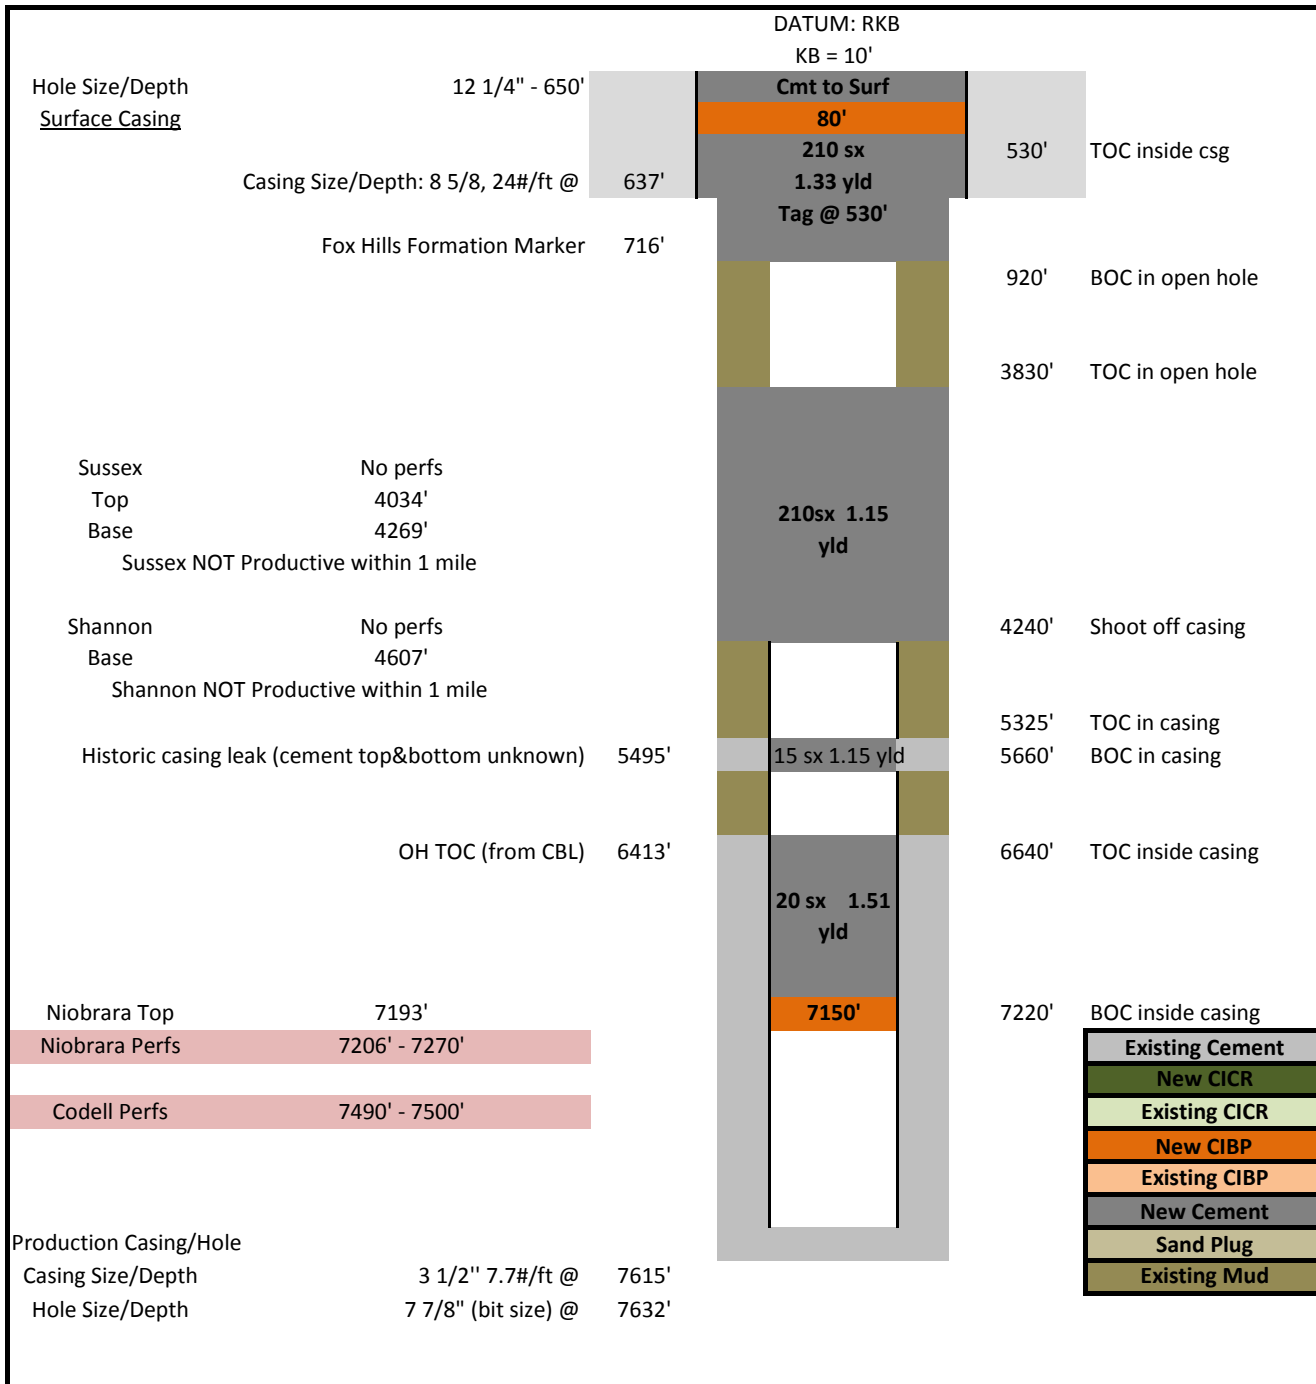 DATUM: RKB
KB = 10'
Hole Size/Depth 12 1/4" - 650' Cmt to Surf
Surface Casing 80'
210 sx 530' TOC inside csg
Casing Size/Depth: 8 5/8, 24#/ft @ 637' 1.33 yld
Tag @ 530'
Fox Hills Formation Marker 716'
920' BOC in open hole
3830' TOC in open hole
Sussex No perfs
Top 4034'
210sx 1.15
Base 4269'
yld
Sussex NOT Productive within 1 mile
Shannon No perfs 4240' Shoot off casing
Base 4607'
Shannon NOT Productive within 1 mile
5325' TOC in casing
Historic casing leak (cement top&bottom unknown) 5495' 15 sx 1.15 yld 5660' BOC in casing
OH TOC (from CBL) 6413' 6640' TOC inside casing
20 sx 1.51
yld
Niobrara Top 7193' 7150' 7220' BOC inside casing
Niobrara Perfs 7206' - 7270' Existing Cement
New CICR
Codell Perfs 7490' - 7500' Existing CICR
New CIBP
Existing CIBP
New Cement
Production Casing/Hole Sand Plug
Casing Size/Depth 3 1/2'' 7.7#/ft @ 7615' Existing Mud
Hole Size/Depth 7 7/8" (bit size) @ 7632'